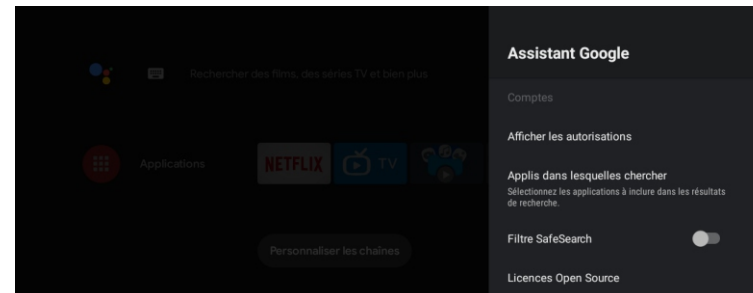 Rechercher des films, des séries TV et bien plus
Applications
NETFLIX
TV
Personnaliser les chaînes
Assistant Google
Comptes
Afficher les autorisations
Applis dans lesquelles chercher
Sélectionnez les applications à inclure dans les résultats
de recherche.
Filtre SafeSearch
Licences Open Source